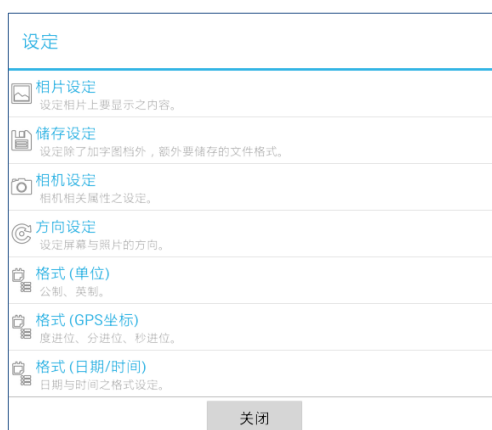 设定
相片设定
设定相片上要显示之内容。
储存设定
设定除了加字图档外，额外要储存的文件格式。
相机设定
相机相关属性之设定。
方向设定
设定屏幕与照片的方向。
格式 (单位)
公制、英制。
格式 (GPS坐标)
度进位、分进位、秒进位。
格式 (日期/时间)
日期与时间之格式设定。
关闭